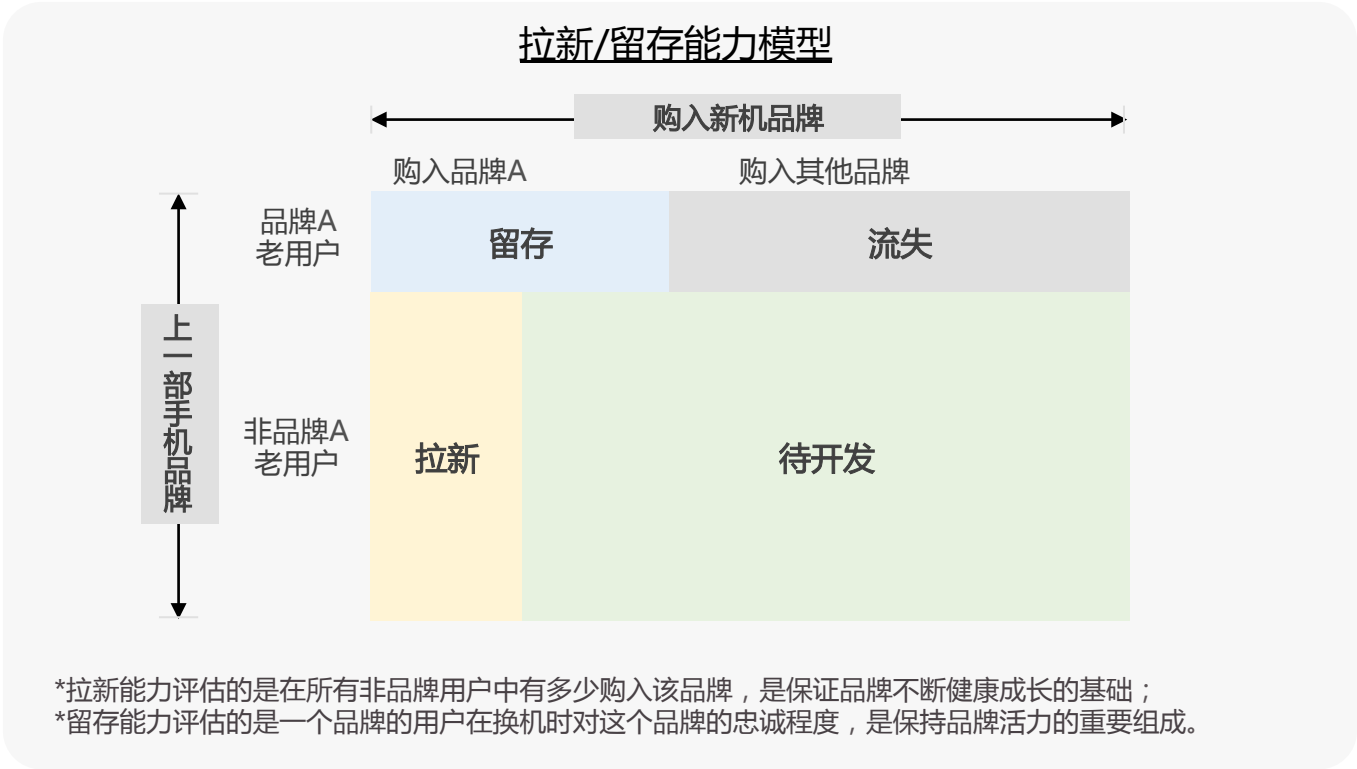 拉新/留存能力模型
购入新机品牌
购入品牌A
购入其他品牌
品牌A
老用户
留存
流失
上一部手机品牌
非品牌A
老用户
拉新
待开发
*拉新能力评估的是在所有非品牌用户中有多少购入该品牌，是保证品牌不断健康成长的基础；
*留存能力评估的是一个品牌的用户在换机时对这个品牌的忠诚程度，是保持品牌活力的重要组成。